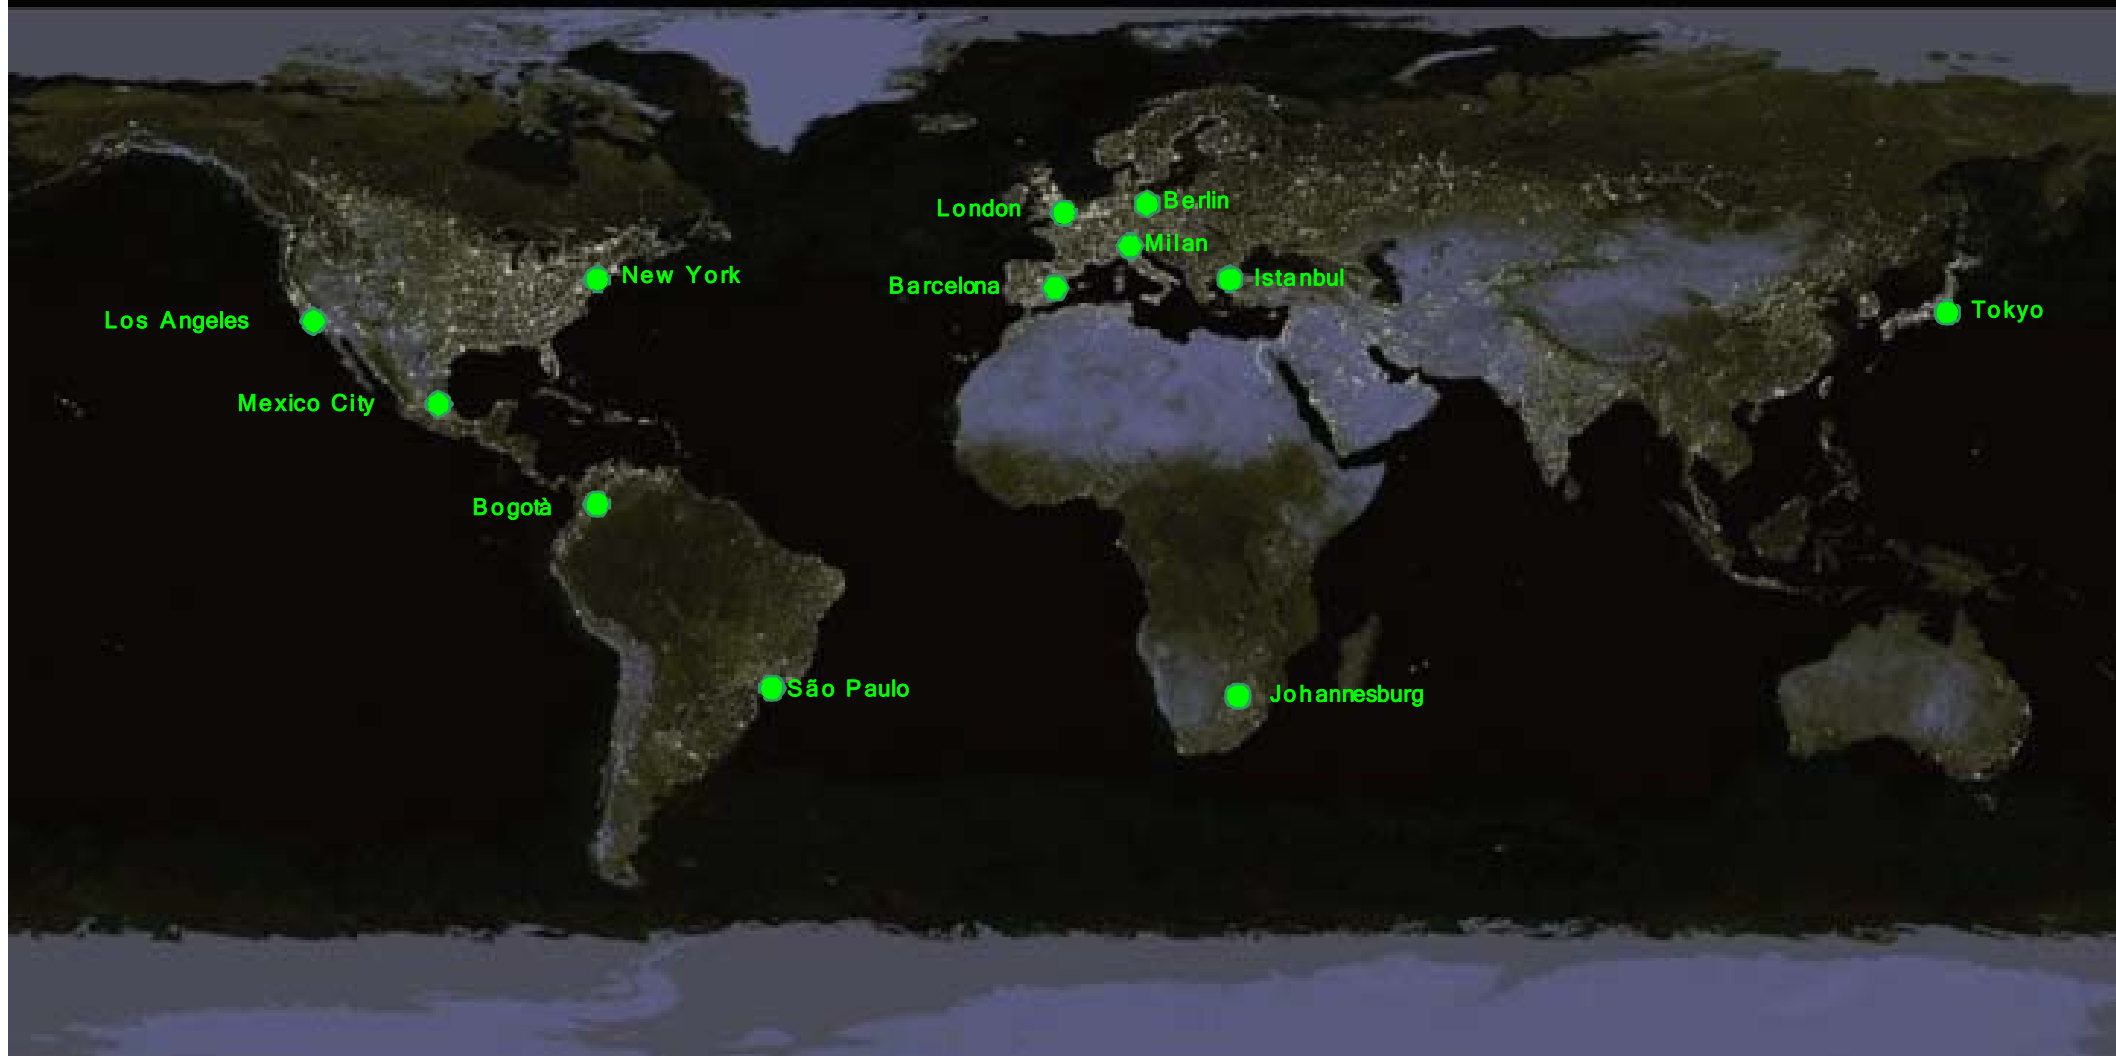 London
Berlin
Milan
New York
Barcelona
Istanbul
Los Angeles
Tokyo
Mexico City
Bogotà
São Paulo
Johannesburg